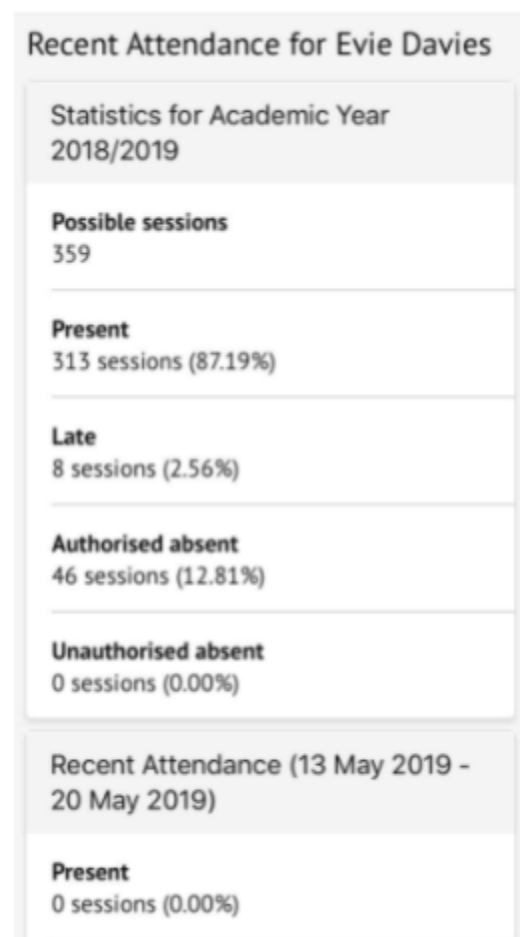 Recent Attendance for Evie Davies
Statistics for Academic Year
2018/2019
Possible sessions
359
Present
313 sessions (87.19%)
Late
8 sessions (2.56%)
Authorised absent
46 sessions (12.81%)
Unauthorised absent
0 sessions (0.00%)
Recent Attendance (13 May 2019 -
20 May 2019)
Present
0 sessions (0.00%)